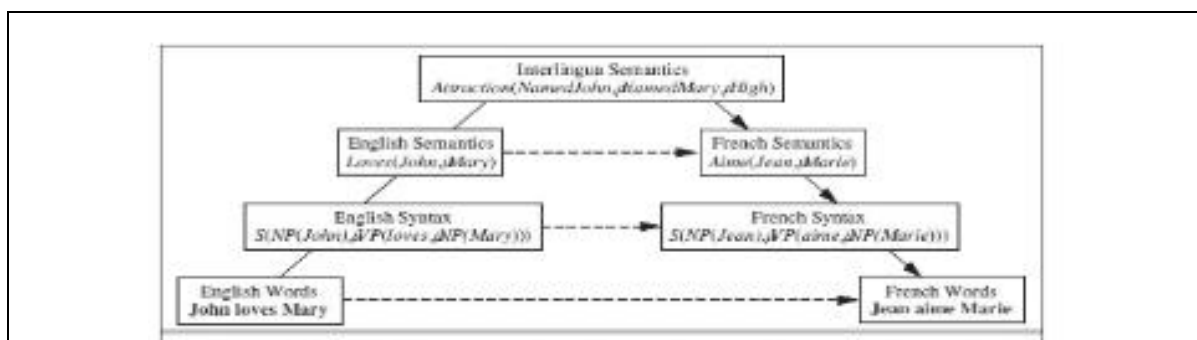 Interlingua Semantics
Attraction(NamedJohn, NamedMary, High)
English Semantics
Loves(John, Mary)
French Semantics
Aime(Jean, Marie)
English Syntax
S(NP(John), VP(loves, NP(Mary)))
French Syntax
S(NP(Jean), VP(aime, NP(Marie)))
English Words
John loves Mary
French Words
Jean aime Marie